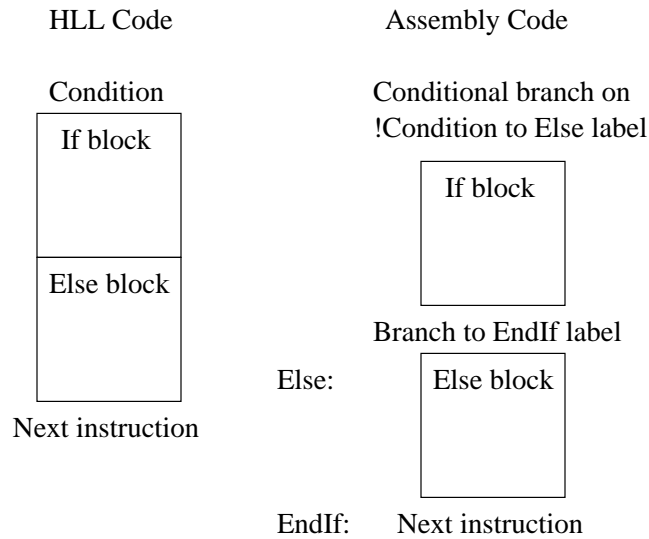 HLL Code
Condition
If block
Else block
Next instruction
Assembly Code
Conditional branch on
!Condition to Else label
If block
Branch to EndIf label
Else: Else block
EndIf: Next instruction